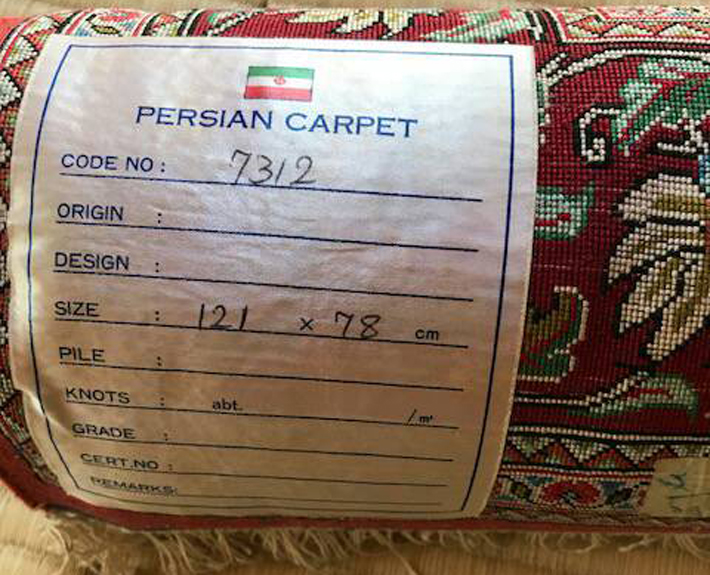 PERSIAN CARPET
CODE NO : 7312
ORIGIN :
DESIGN :
SIZE : 121 x 78 cm
PILE :
KNOTS : abt. /m²
GRADE :
CERT.NO :
REMARKS: